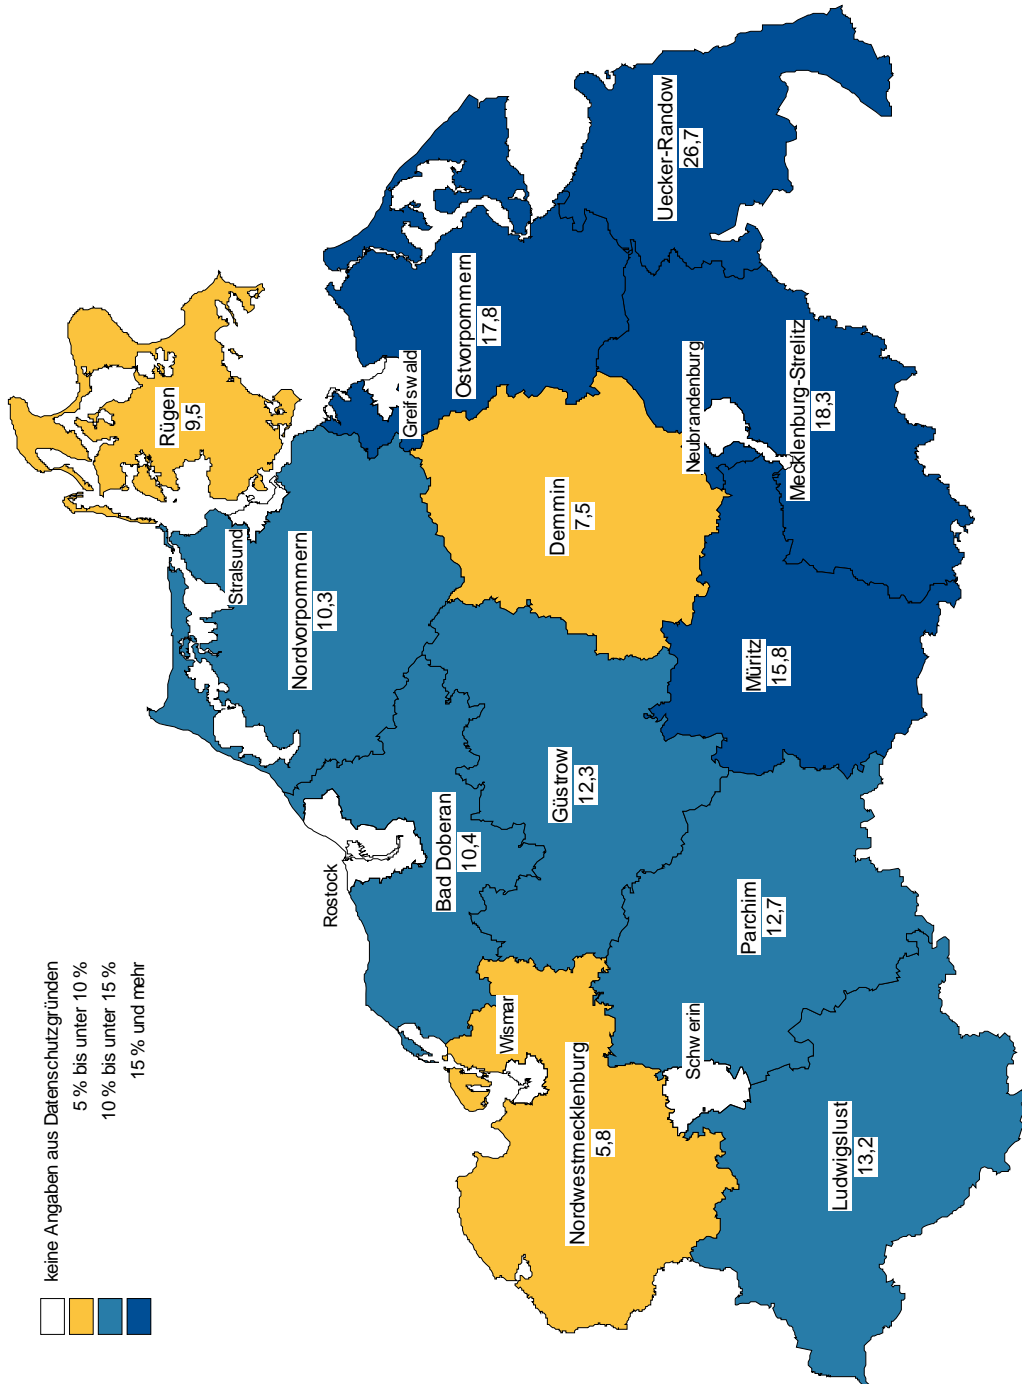 keine Angaben aus Datenschutzgründen
5 % bis unter 10 %
10 % bis unter 15 %
15 % und mehr
Rügen
9,5
Stralsund
Nordvorpommern
10,3
Greifswald
Ostvorpommern
17,8
Rostock
Bad Doberan
10,4
Wismar
Nordwestmecklenburg
5,8
Güstrow
12,3
Demmin
7,5
Uecker-Randow
26,7
Neubrandenburg
Mecklenburg-Strelitz
18,3
Schwerin
Parchim
12,7
Müritz
15,8
Ludwigslust
13,2